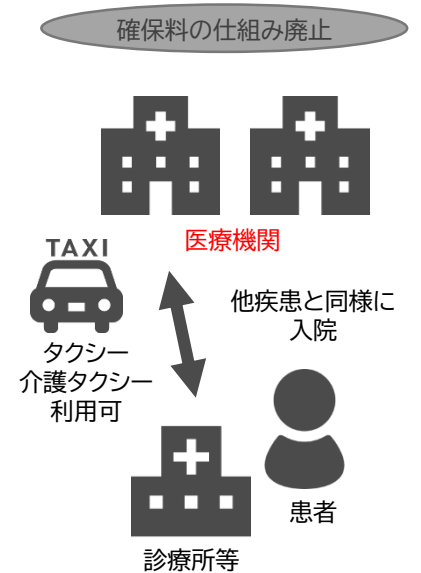 確保料の仕組み廃止
医療機関
TAXI
他疾患と同様に
入院
タクシー
介護タクシー
利用可
患者
診療所等